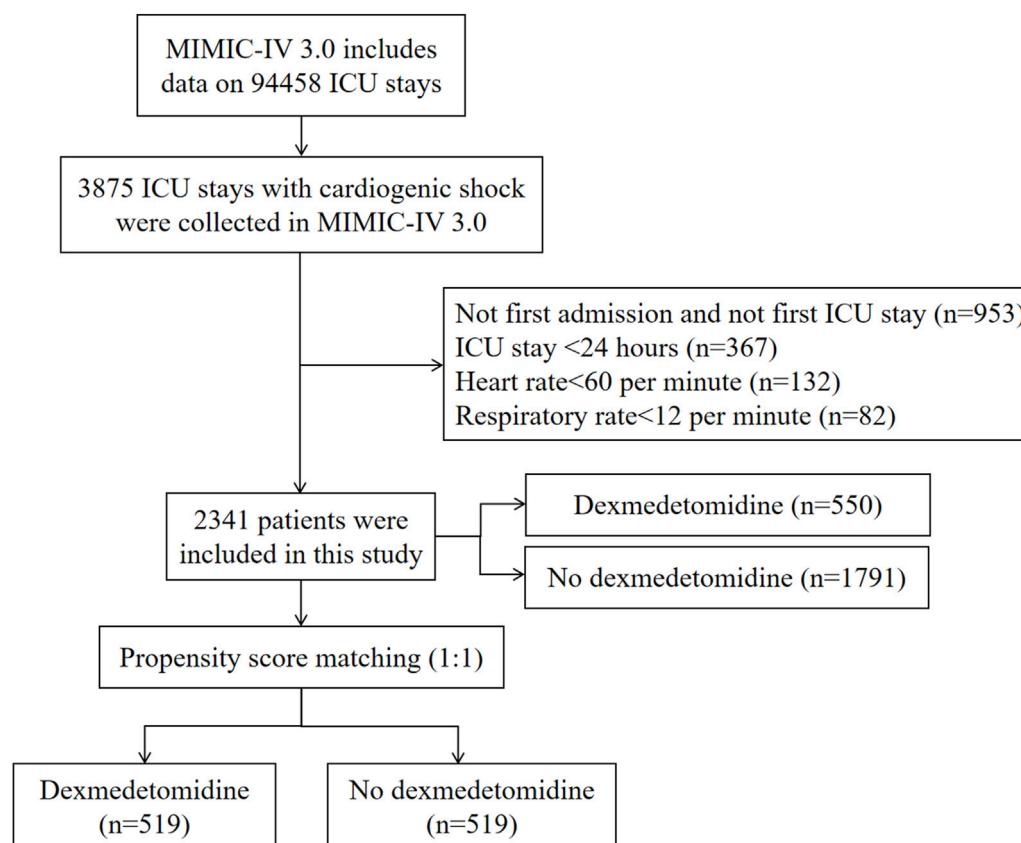 MIMIC-IV 3.0 includes
data on 94458 ICU stays
3875 ICU stays with cardiogenic shock
were collected in MIMIC-IV 3.0
Not first admission and not first ICU stay (n=953)
ICU stay <24 hours (n=367)
Heart rate<60 per minute (n=132)
Respiratory rate<12 per minute (n=82)
2341 patients were
included in this study
Dexmedetomidine (n=550)
No dexmedetomidine (n=1791)
Propensity score matching (1:1)
Dexmedetomidine
(n=519)
No dexmedetomidine
(n=519)